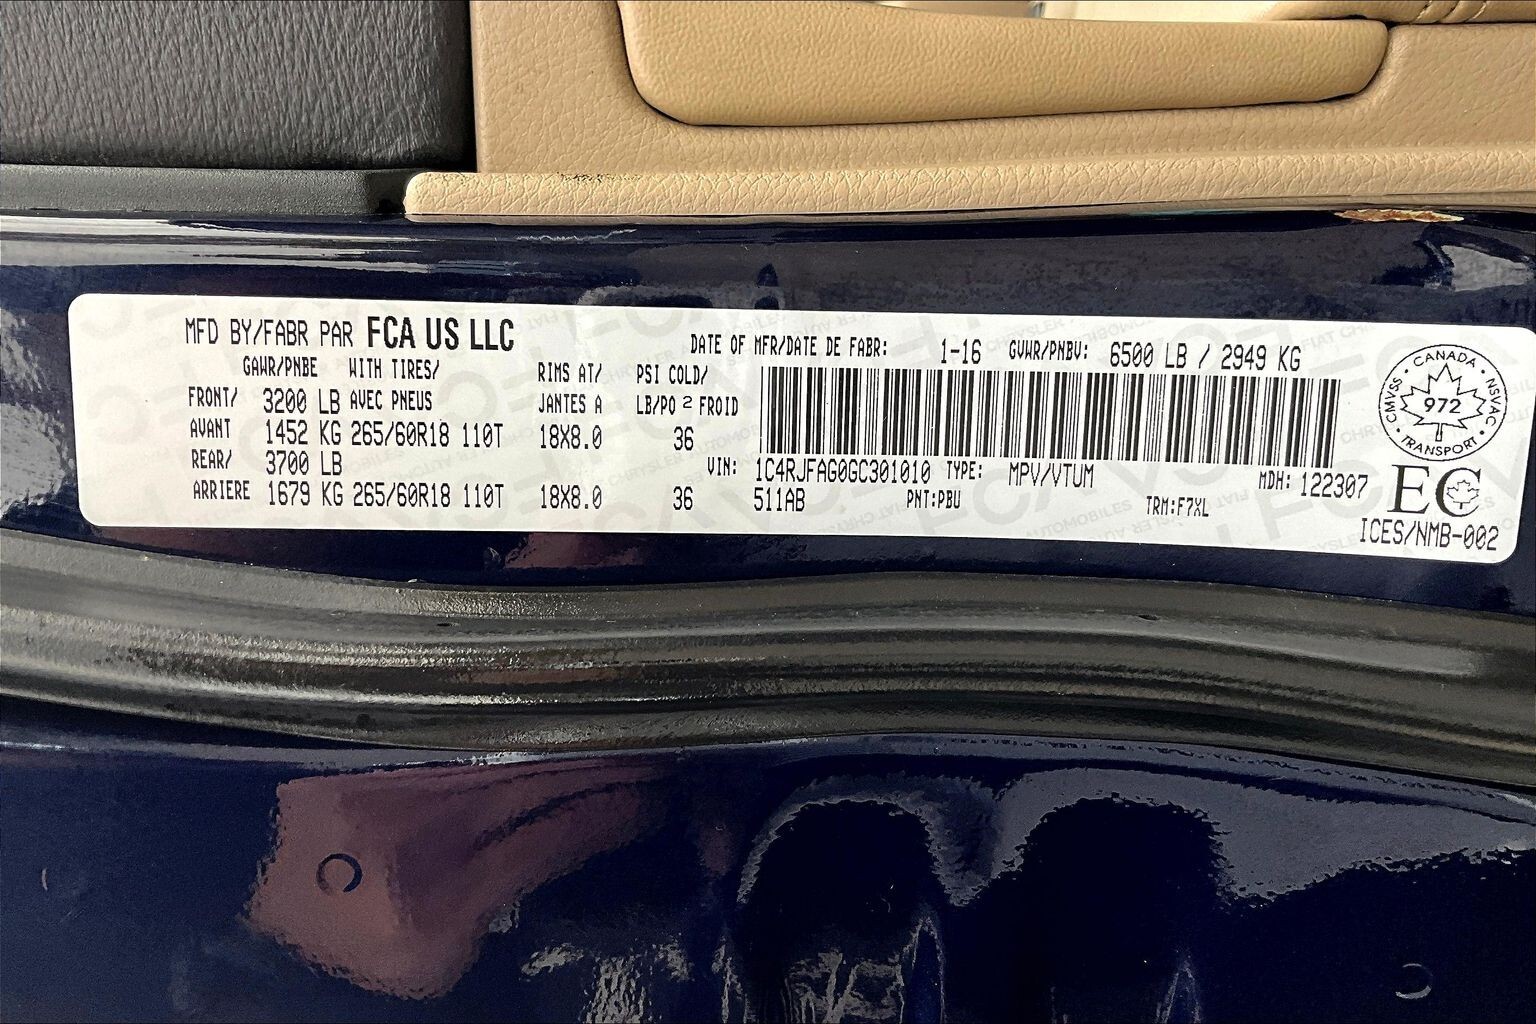 MFD BY/FABR PAR FCA US LLC
DATE OF MFR/DATE DE FABR: 1-16 GVWR/PNBV: 6500 LB / 2949 KG
GAWR/PNBE WITH TIRES/ RIMS AT/ PSI COLD/
FRONT/ 3200 LB AVEC PNEUS JANTES A LB/PO 2 FROID
AVANT 1452 KG 265/60R18 110T 18X8.0 36
REAR/ 3700 LB
ARRIERE 1679 KG 265/60R18 110T 18X8.0 36
VIN: 1C4RJFAG0GC301010 TYPE: MPV/VTUM MDH: 122307
511AB PNT:PBU TRM:F7XL
CANADA
CMVSS 972 NSVAC
TRANSPORT
EC
ICES/NMB-002